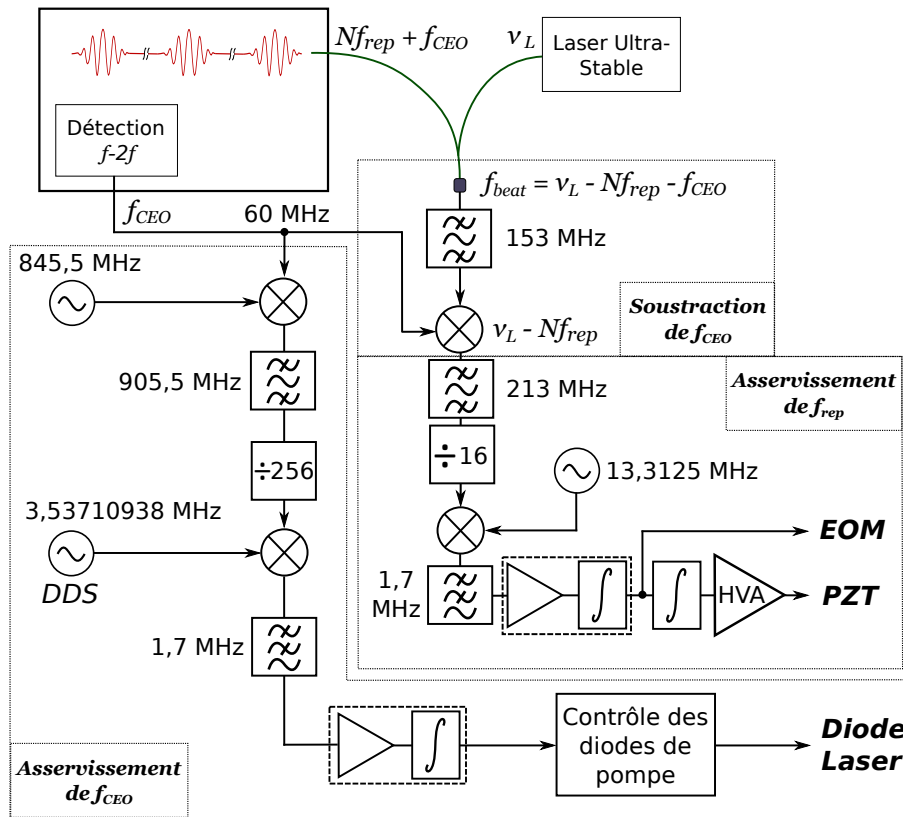 Nf_rep + f_CEO
ν_L
Laser Ultra-
Stable
Détection
f-2f
f_CEO
60 MHz
f_beat = ν_L - Nf_rep - f_CEO
153 MHz
845,5 MHz
Soustraction
de f_CEO
ν_L - Nf_rep
905,5 MHz
213 MHz
Asservissement
de f_rep
÷256
÷16
13,3125 MHz
3,53710938 MHz
DDS
EOM
1,7
MHz
HVA
PZT
1,7 MHz
Contrôle des
diodes de
pompe
Diode
Laser
Asservissement
de f_CEO